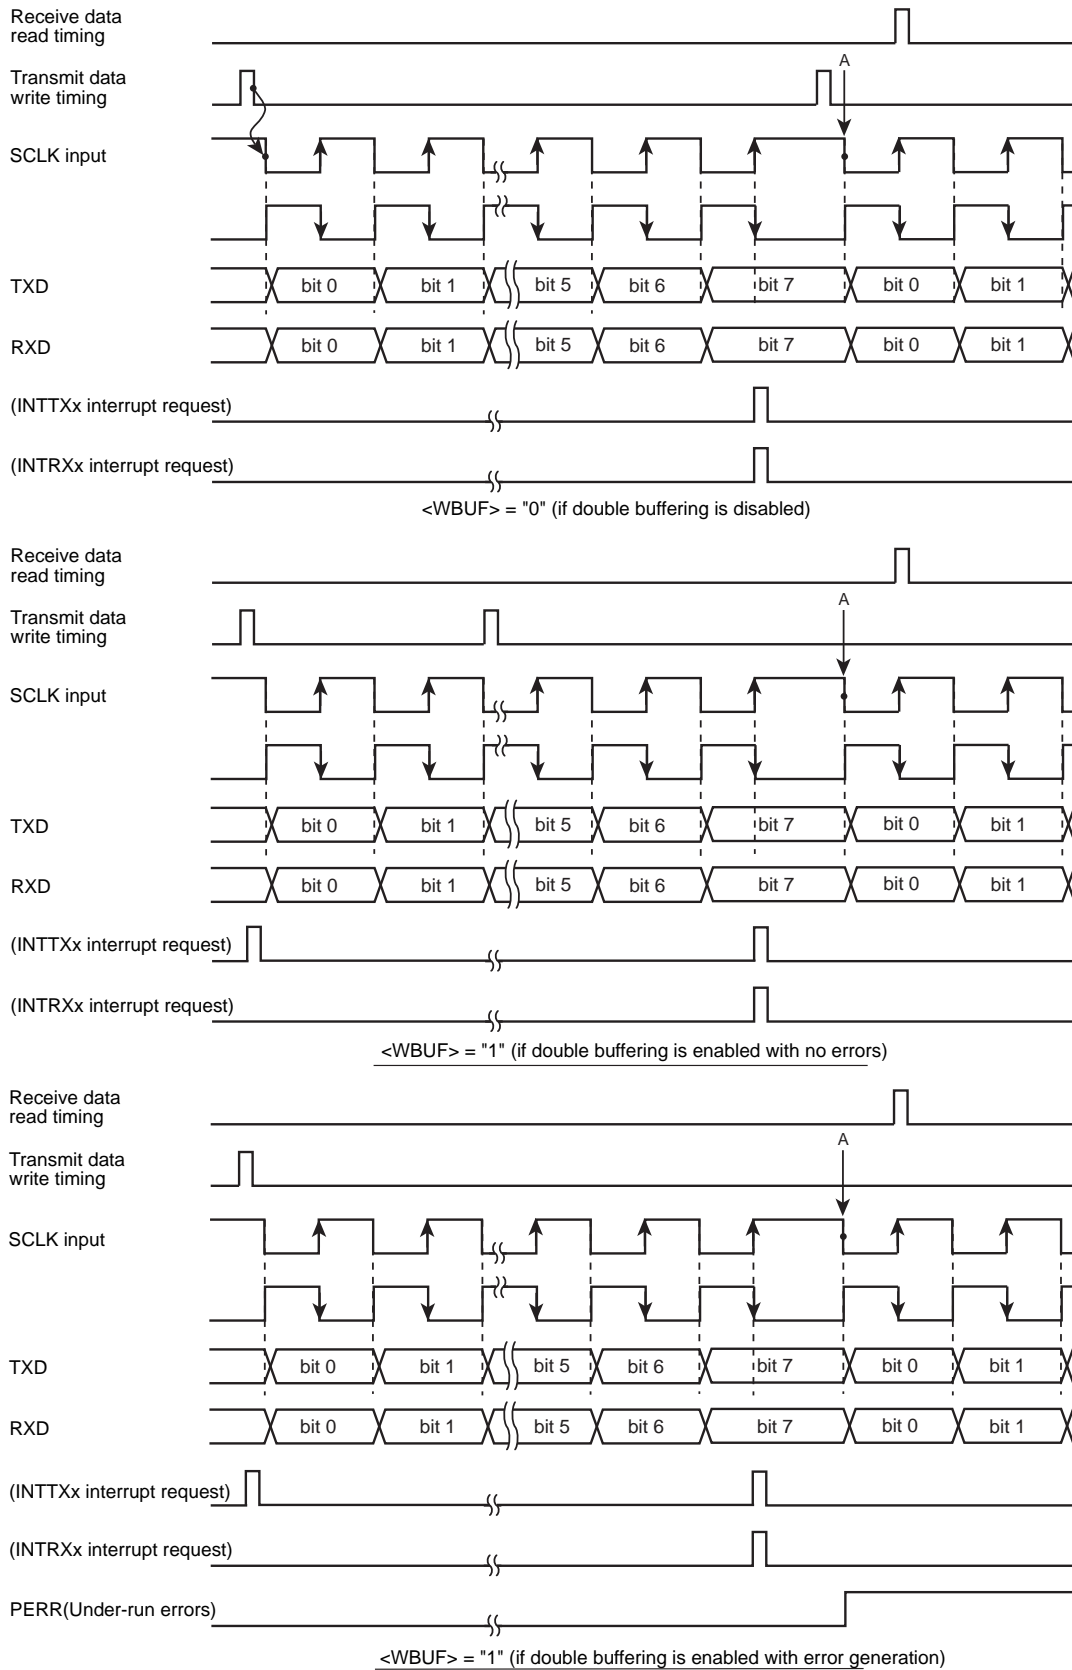 Receive data
read timing
Transmit data
write timing
A
SCLK input
TXD
bit 0 bit 1 bit 5 bit 6 bit 7 bit 0 bit 1
RXD
bit 0 bit 1 bit 5 bit 6 bit 7 bit 0 bit 1
(INTTXx interrupt request)
(INTRXx interrupt request)
<WBUF> = "0" (if double buffering is disabled)
Receive data
read timing
Transmit data
write timing
A
SCLK input
TXD
bit 0 bit 1 bit 5 bit 6 bit 7 bit 0 bit 1
RXD
bit 0 bit 1 bit 5 bit 6 bit 7 bit 0 bit 1
(INTTXx interrupt request)
(INTRXx interrupt request)
<WBUF> = "1" (if double buffering is enabled with no errors)
Receive data
read timing
Transmit data
write timing
A
SCLK input
TXD
bit 0 bit 1 bit 5 bit 6 bit 7 bit 0 bit 1
RXD
bit 0 bit 1 bit 5 bit 6 bit 7 bit 0 bit 1
(INTTXx interrupt request)
(INTRXx interrupt request)
PERR(Under-run errors)
<WBUF> = "1" (if double buffering is enabled with error generation)